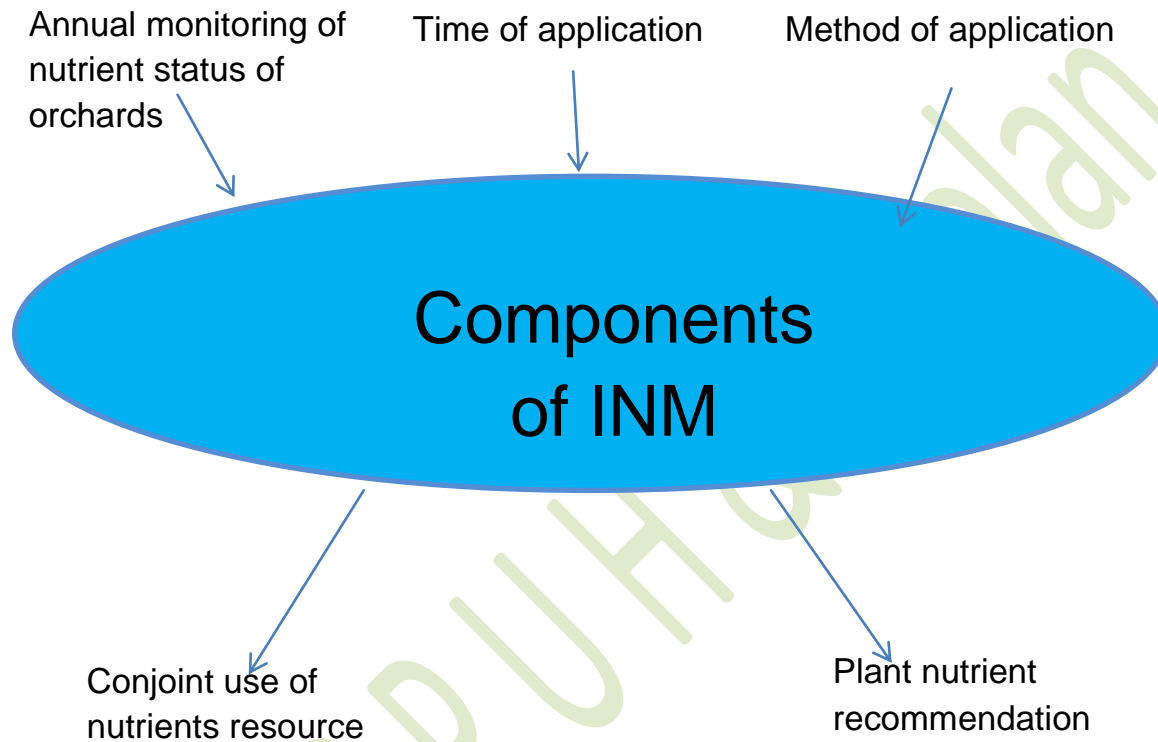 Annual monitoring of
nutrient status of
orchards
Time of application
Method of application
Components
of INM
Conjoint use of
nutrients resource
Plant nutrient
recommendation